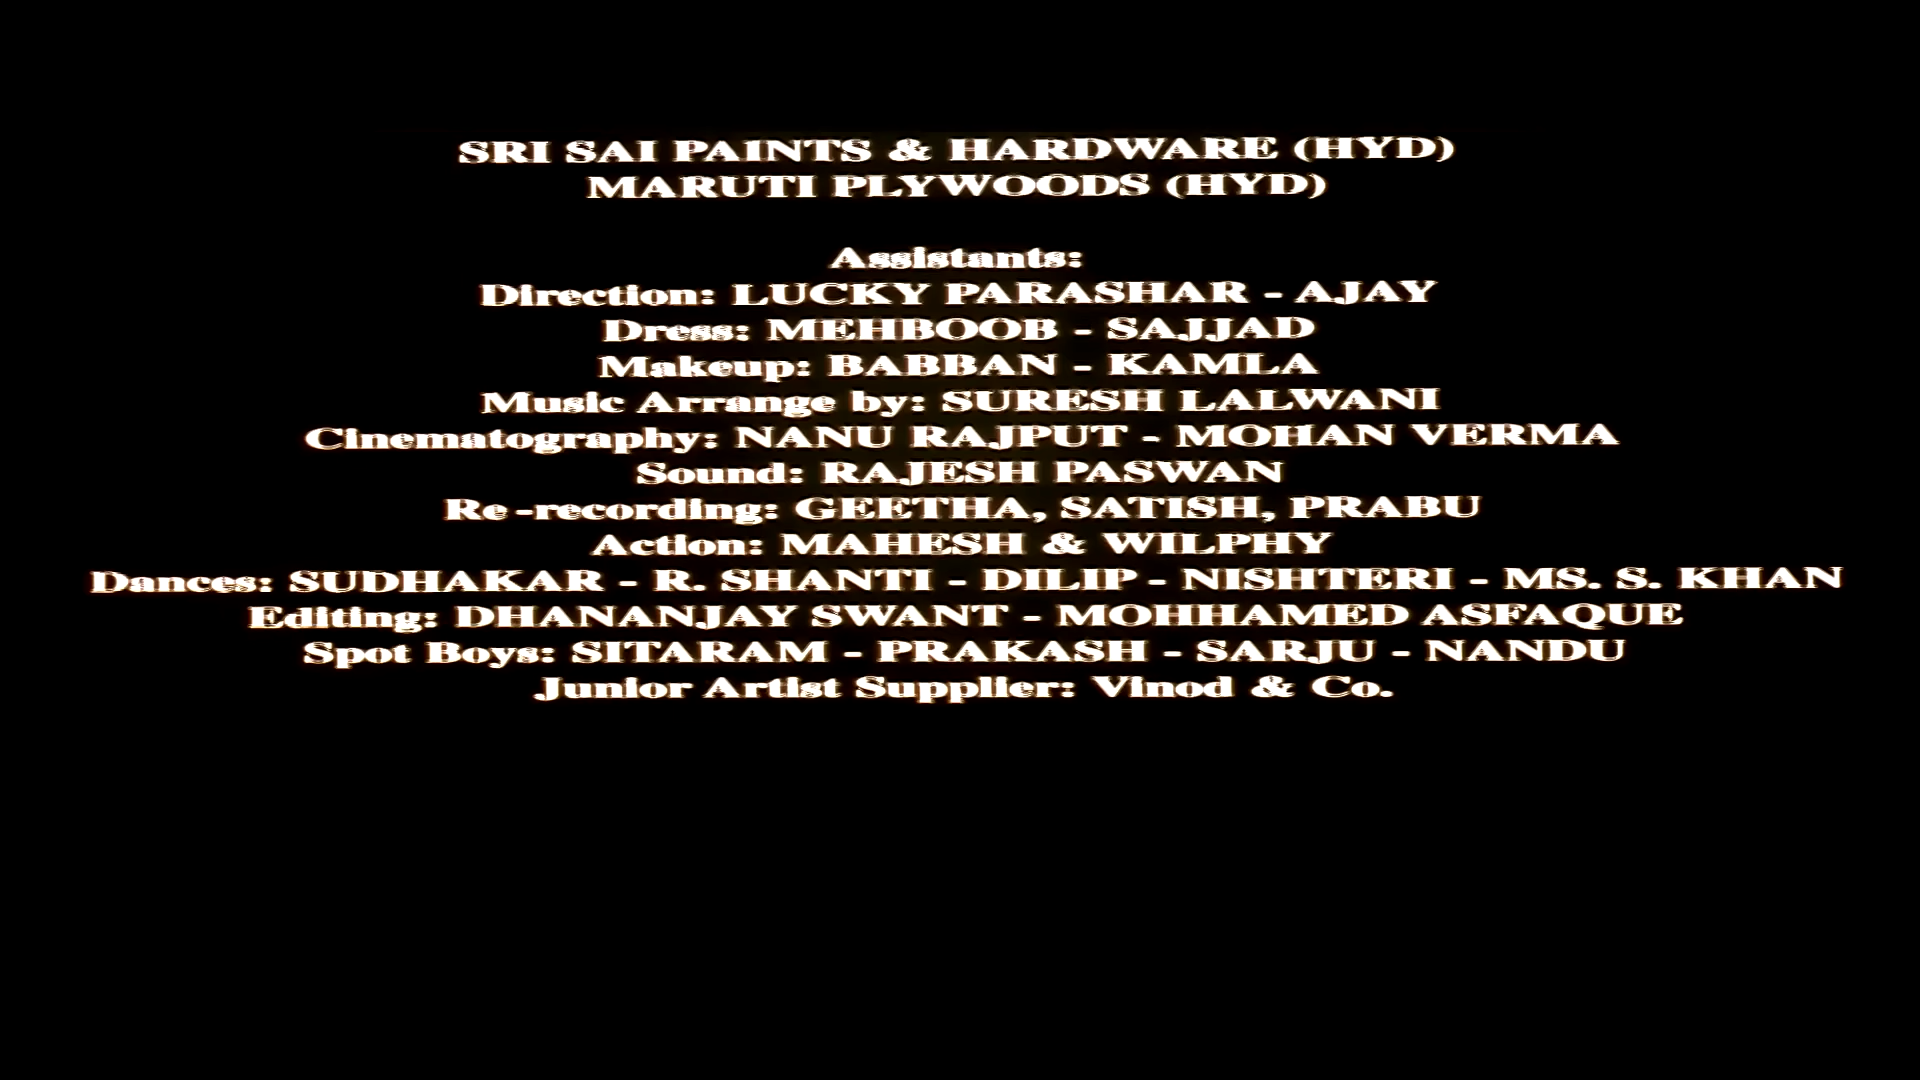 SRI SAI PAINTS & HARDWARE (HYD)
MARUTI PLYWOODS (HYD)
Assistants:
Direction: LUCKY PARASHAR - AJAY
Dress: MEHBOOB - SAJJAD
Makeup: BABBAN - KAMLA
Music Arrange by: SURESH LALWANI
Cinematography: NANU RAJPUT - MOHAN VERMA
Sound: RAJESH PASWAN
Re-recording: GEETHA, SATISH, PRABU
Action: MAHESH & WILPHY
Dances: SUDHAKAR - R. SHANTI - DILIP - NISHTERI - MS. S. KHAN
Editing: DHANANJAY SWANT - MOHHAMED ASFAQUE
Spot Boys: SITARAM - PRAKASH - SARJU - NANDU
Junior Artist Supplier: Vinod & Co.